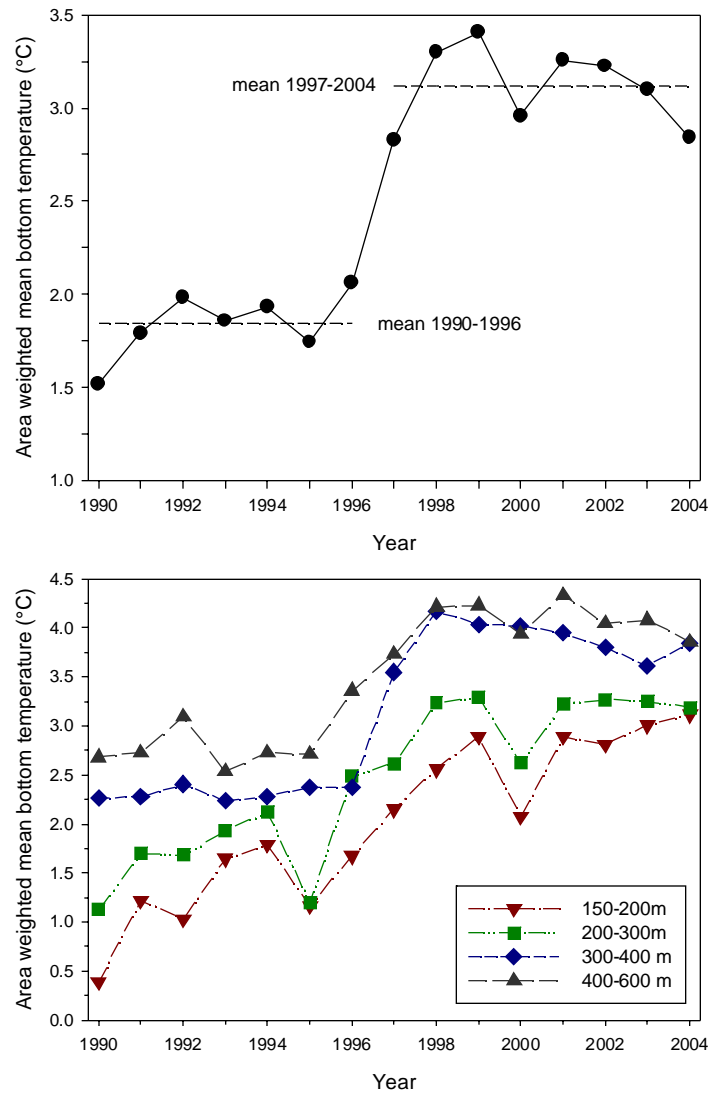 Area weighted mean bottom temperature (°C)
3.5
3.0
2.5
2.0
1.5
1.0
mean 1997-2004
mean 1990-1996
1990 1992 1994 1996 1998 2000 2002 2004
Year
Area weighted mean bottom temperature (°C)
4.5
4.0
3.5
3.0
2.5
2.0
1.5
1.0
0.5
0.0
150-200m
200-300m
300-400 m
400-600 m
1990 1992 1994 1996 1998 2000 2002 2004
Year